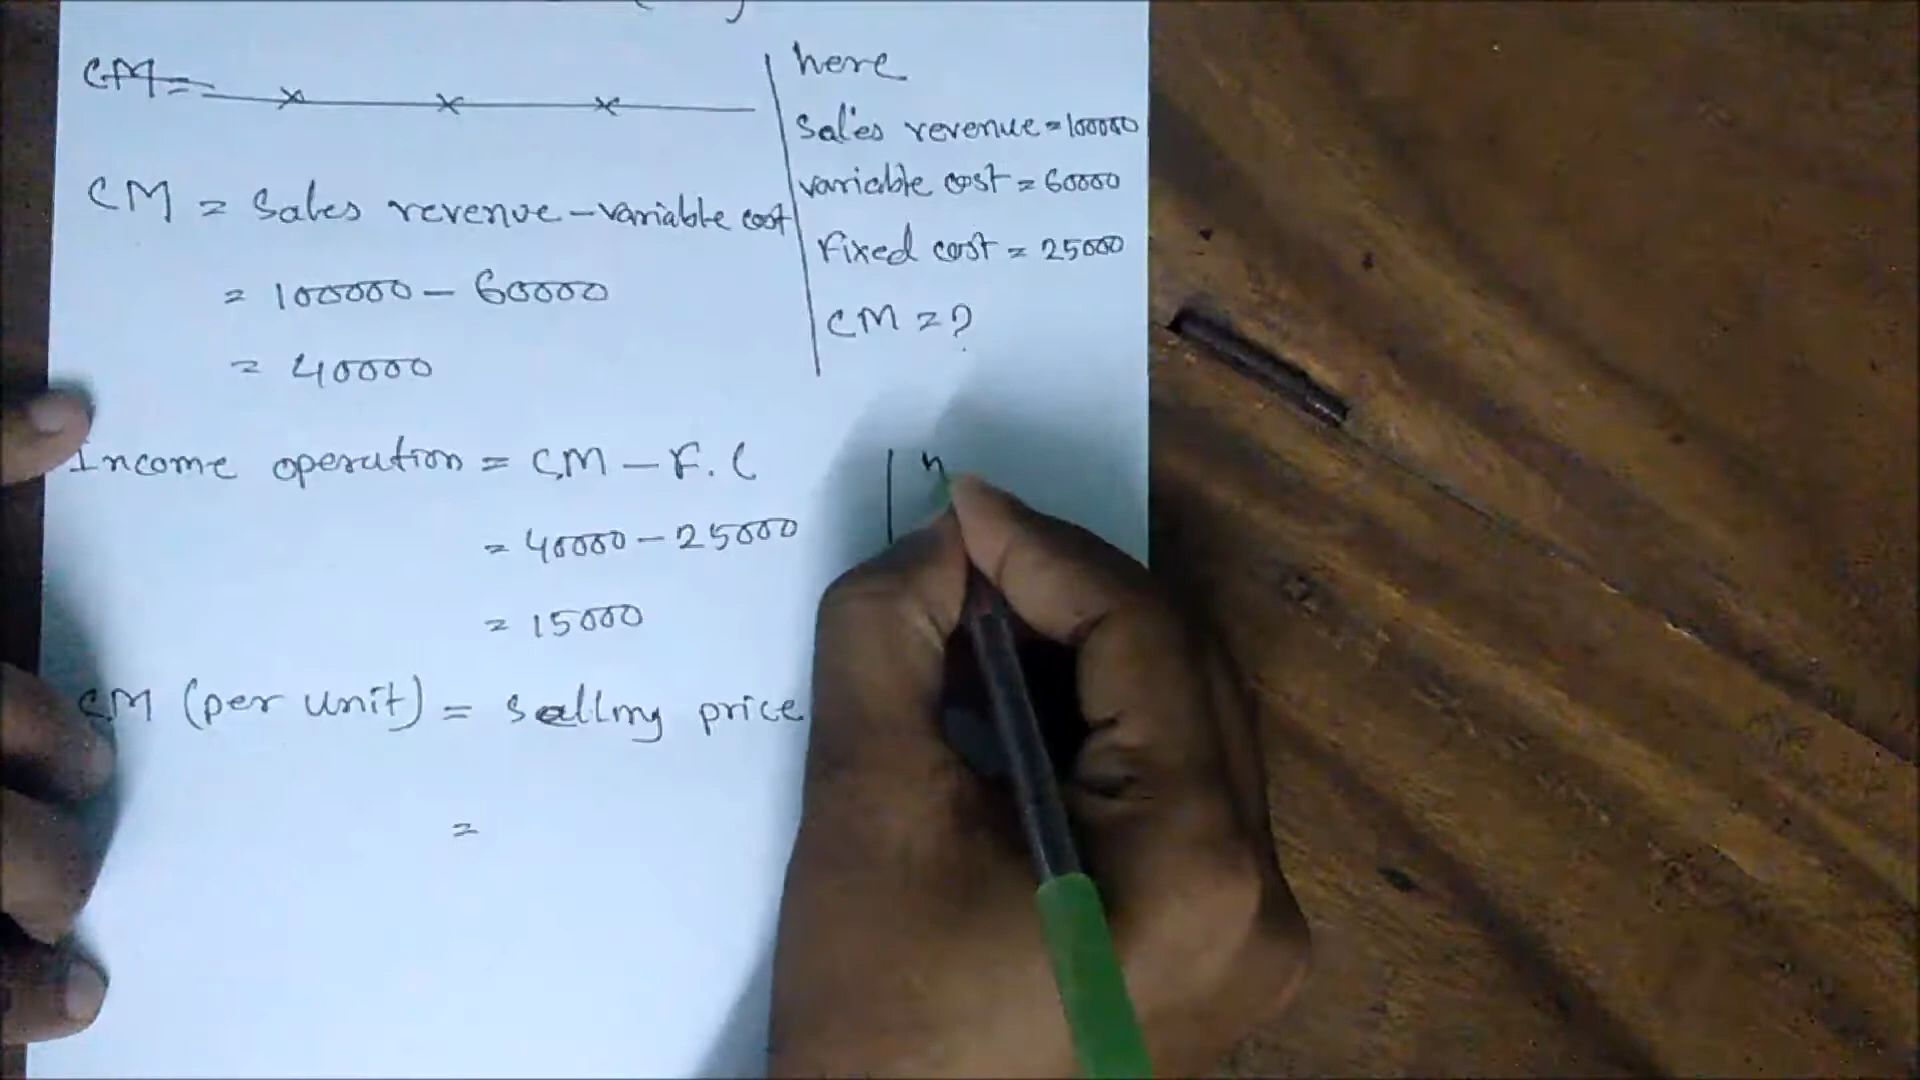 CM=
CM = Sales revenue - variable cost
= 100000 - 60000
= 40000
here
Sales revenue = 100000
variable cost = 60000
Fixed cost = 25000
CM = ?
Income operation = CM - F.C
= 40000 - 25000
= 15000
CM (per unit) = Selling price
=